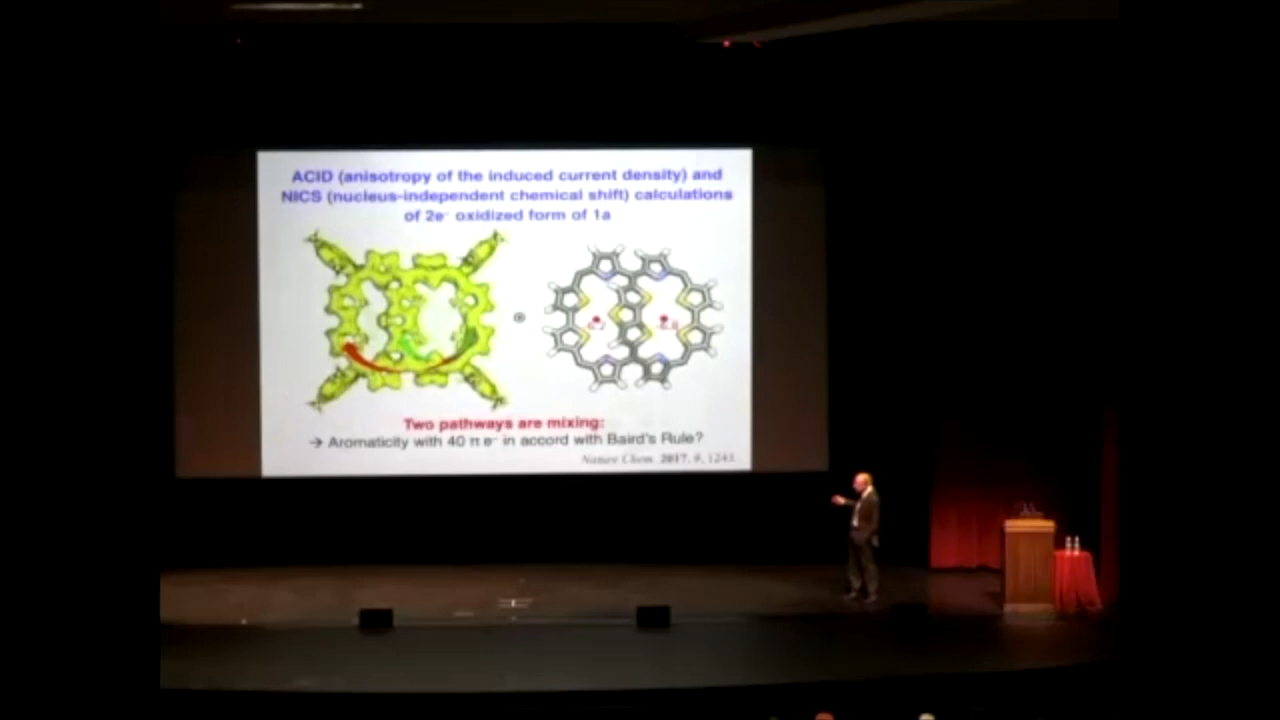 ACID (anisotropy of the induced current density) and
NICS (nucleus-independent chemical shift) calculations
of 2e⁻ oxidized form of 1a
Two pathways are mixing:
→ Aromaticity with 40 π e⁻ in accord with Baird's Rule?
Nature Chem. 2017, 9, 1243.